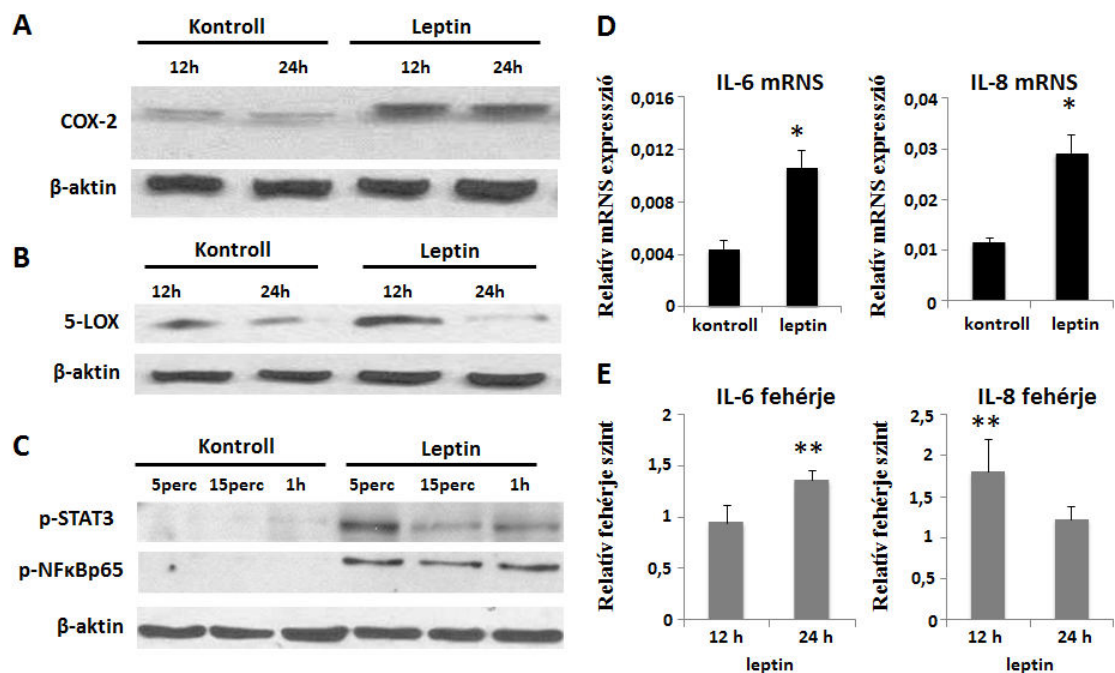 A
Kontroll Leptin
12h 24h 12h 24h
COX-2
β-aktin
B
Kontroll Leptin
12h 24h 12h 24h
5-LOX
β-aktin
C
Kontroll Leptin
5perc 15perc 1h 5perc 15perc 1h
p-STAT3
p-NFκBp65
β-aktin
D
IL-6 mRNS
Relatív mRNS expresszió
0,016
0,012
0,008
0,004
0
*
kontroll leptin
IL-8 mRNS
Relatív mRNS expresszió
0,04
0,03
0,02
0,01
0
*
kontroll leptin
E
IL-6 fehérje
Relatív fehérje szint
2
1,5
1
0,5
0
**
12 h 24 h
leptin
IL-8 fehérje
Relatív fehérje szint
2,5
2
1,5
1
0,5
0
**
12 h 24 h
leptin